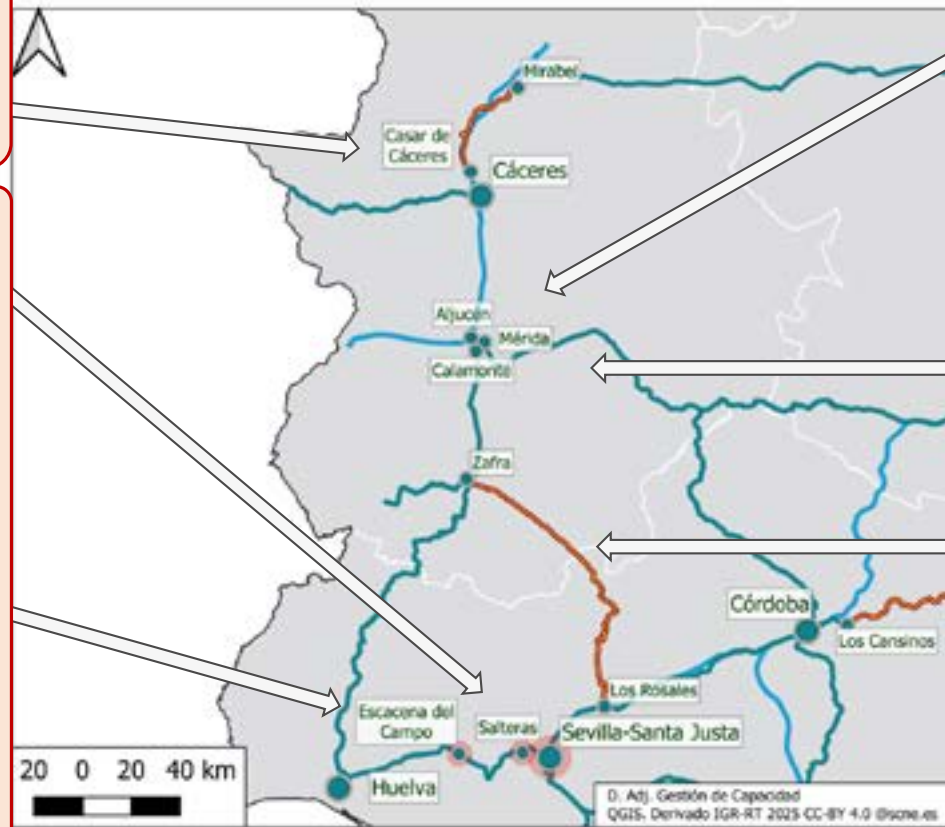 Mirabel
Casar de
Cáceres
Cáceres
Aljucén
Mérida
Calamonte
Zafra
Córdoba
Los Cansinos
Los Rosales
Escacena del
Campo
Salteras
Sevilla-Santa Justa
Huelva
20 0 20 40 km
D. Adj. Gestión de Capacidad
QGIS. Derivado IGR-RT 2025 CC-BY 4.0 @scne.es